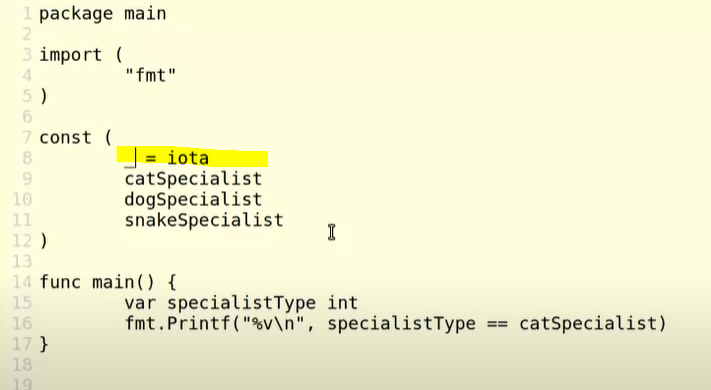 1 package main
2
3 import (
4 "fmt"
5 )
6
7 const (
8 _ = iota
9 catSpecialist
10 dogSpecialist
11 snakeSpecialist
12 )
13
14 func main() {
15 var specialistType int
16 fmt.Printf("%v\n", specialistType == catSpecialist)
17 }
18
19